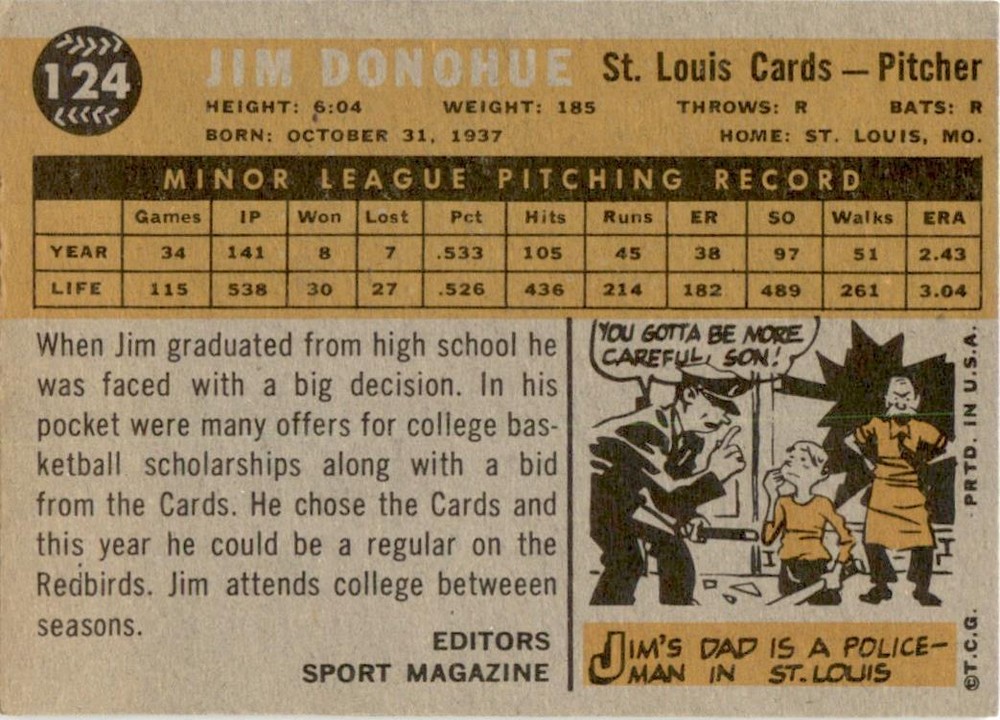 124
JIM DONOHUE St. Louis Cards — Pitcher
HEIGHT: 6:04 WEIGHT: 185 THROWS: R BATS: R
BORN: OCTOBER 31, 1937 HOME: ST. LOUIS, MO.
MINOR LEAGUE PITCHING RECORD
Games IP Won Lost Pct Hits Runs ER SO Walks ERA
YEAR 34 141 8 7 .533 105 45 38 97 51 2.43
LIFE 115 538 30 27 .526 436 214 182 489 261 3.04
When Jim graduated from high school he
was faced with a big decision. In his
pocket were many offers for college bas-
ketball scholarships along with a bid
from the Cards. He chose the Cards and
this year he could be a regular on the
Redbirds. Jim attends college betweeen
seasons.
EDITORS
SPORT MAGAZINE
YOU GOTTA BE MORE
CAREFUL, SON!
JIM'S DAD IS A POLICE-
MAN IN ST. LOUIS
©T.C.G. PRTD. IN U.S.A.